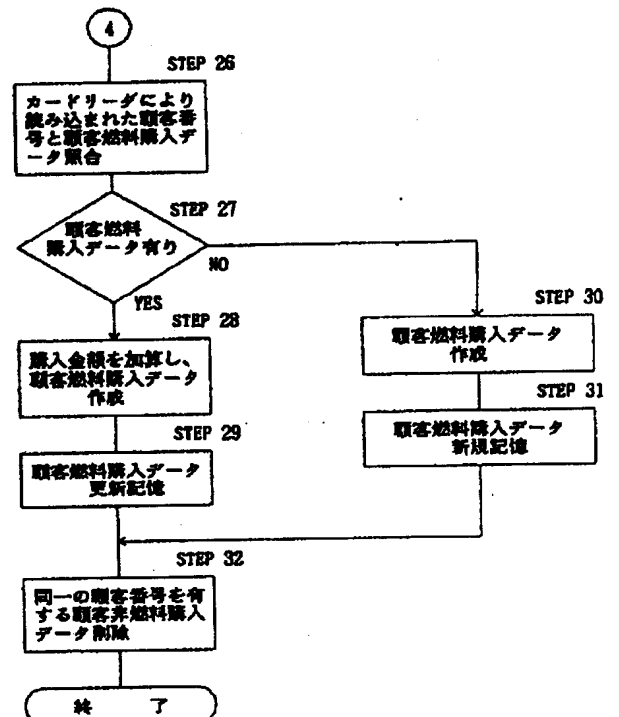 4
STEP 26
カードリーダにより
読み込まれた顧客番
号と顧客燃料購入デ
ータ照合
STEP 27
顧客燃料
購入データ有り
NO
YES
STEP 28
購入金額を加算し、
顧客燃料購入データ
作成
STEP 29
顧客燃料購入データ
更新記憶
STEP 30
顧客燃料購入データ
作成
STEP 31
顧客燃料購入データ
新規記憶
STEP 32
同一の顧客番号を有
する顧客非燃料購入
データ削除
終 了